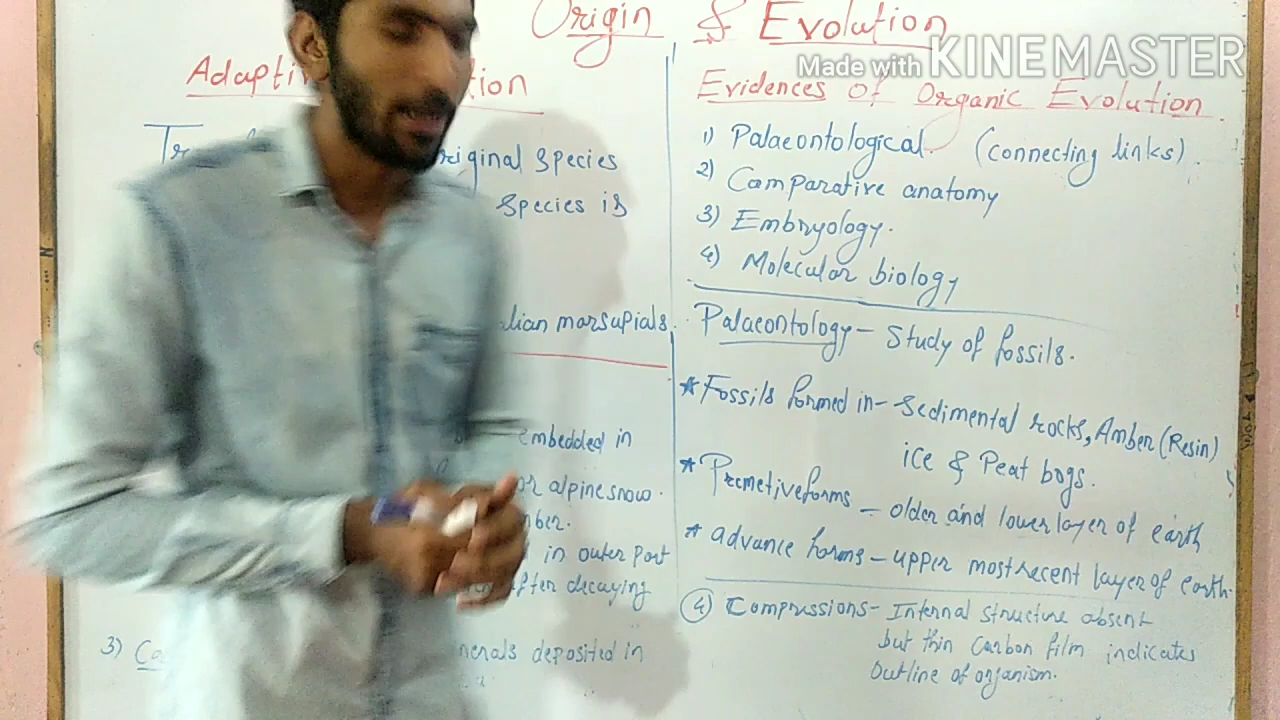 Origin & Evolution
Made with KINEMASTER
Adapti tion
riginal species
species is
alian marsupials.
embedded in
or alpine snow.
ber.
in outer part
after decaying
3) Ca nerals deposited in
Evidences of Organic Evolution
1) Palaeontological. (connecting links).
2) Comparative anatomy
3) Embryology.
4) Molecular biology
Palaeontology - Study of fossils.
* Fossils formed in - Sedimental rocks, Amber (Resin)
ice & Peat bogs.
* Premetive forms - older and lower layer of earth
* advance forms - upper most recent layer of earth.
4) Compressions - Internal structure absent
but thin Carbon film indicates
Outline of organism.